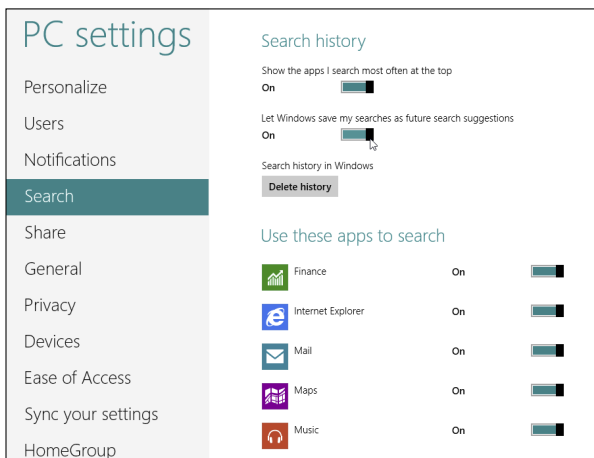 PC settings
Personalize
Users
Notifications
Search
Share
General
Privacy
Devices
Ease of Access
Sync your settings
HomeGroup
Search history
Show the apps I search most often at the top
On
Let Windows save my searches as future search suggestions
On
Search history in Windows
Delete history
Use these apps to search
Finance On
Internet Explorer On
Mail On
Maps On
Music On